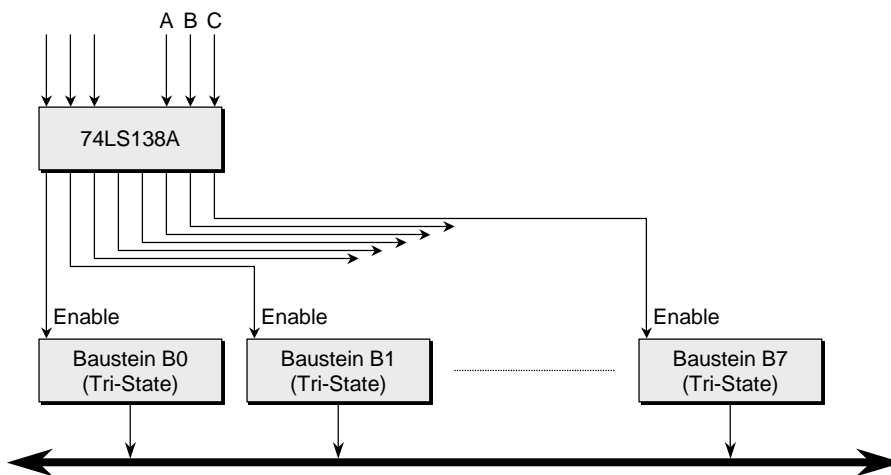 A B C
74LS138A
Enable Enable Enable
Baustein B0 Baustein B1 Baustein B7
(Tri-State) (Tri-State) (Tri-State)